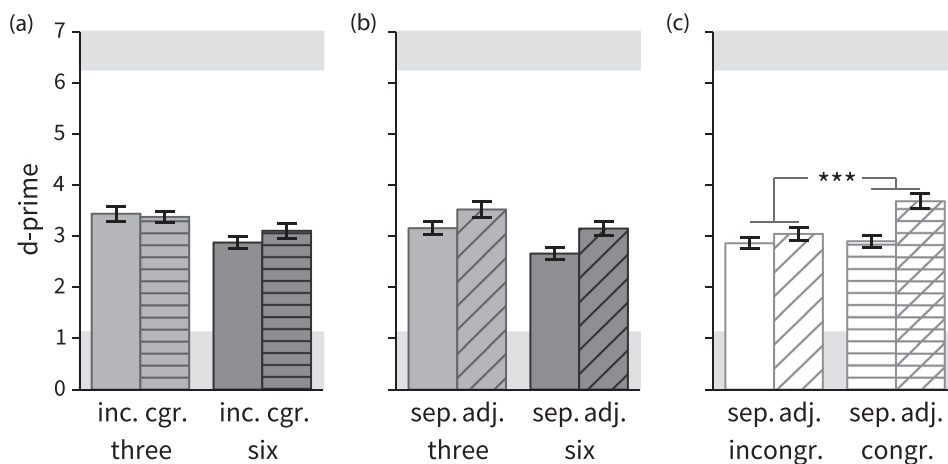 (a) (b) (c)
7
6
5
4
3
2
1
0
d-prime
***
inc. cgr. inc. cgr. sep. adj. sep. adj. sep. adj. sep. adj.
three six three six incongr. congr.